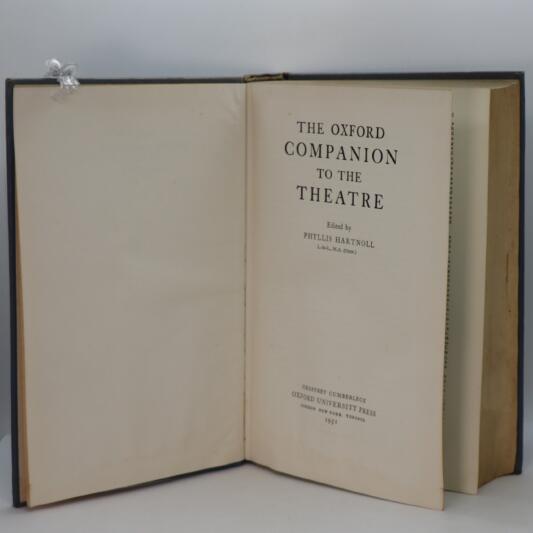 THE OXFORD
COMPANION
TO THE
THEATRE
Edited by
PHYLLIS HARTNOLL
GEOFFREY CUMBERLEGE
OXFORD UNIVERSITY PRESS
LONDON NEW YORK TORONTO
1951